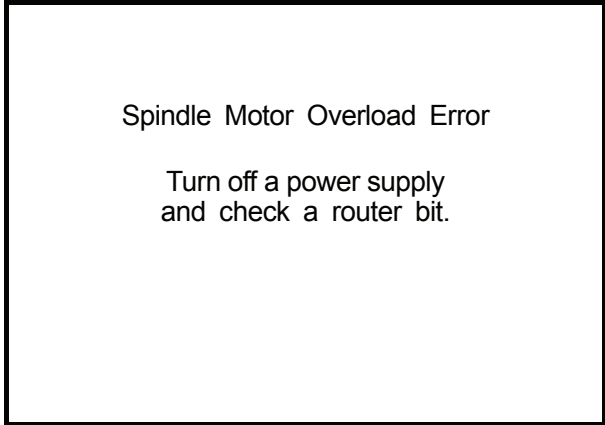 Spindle Motor Overload Error
Turn off a power supply
and check a router bit.